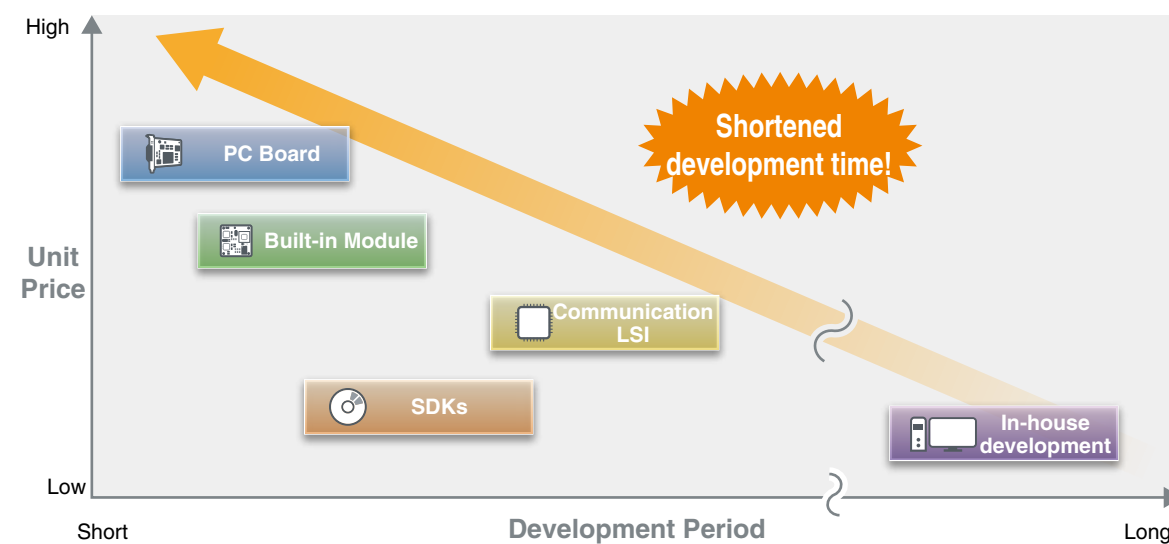 High
Shortened
development time!
PC Board
Built-in Module
Unit
Price
Communication
LSI
SDKs
In-house
development
Low
Short
Development Period
Long